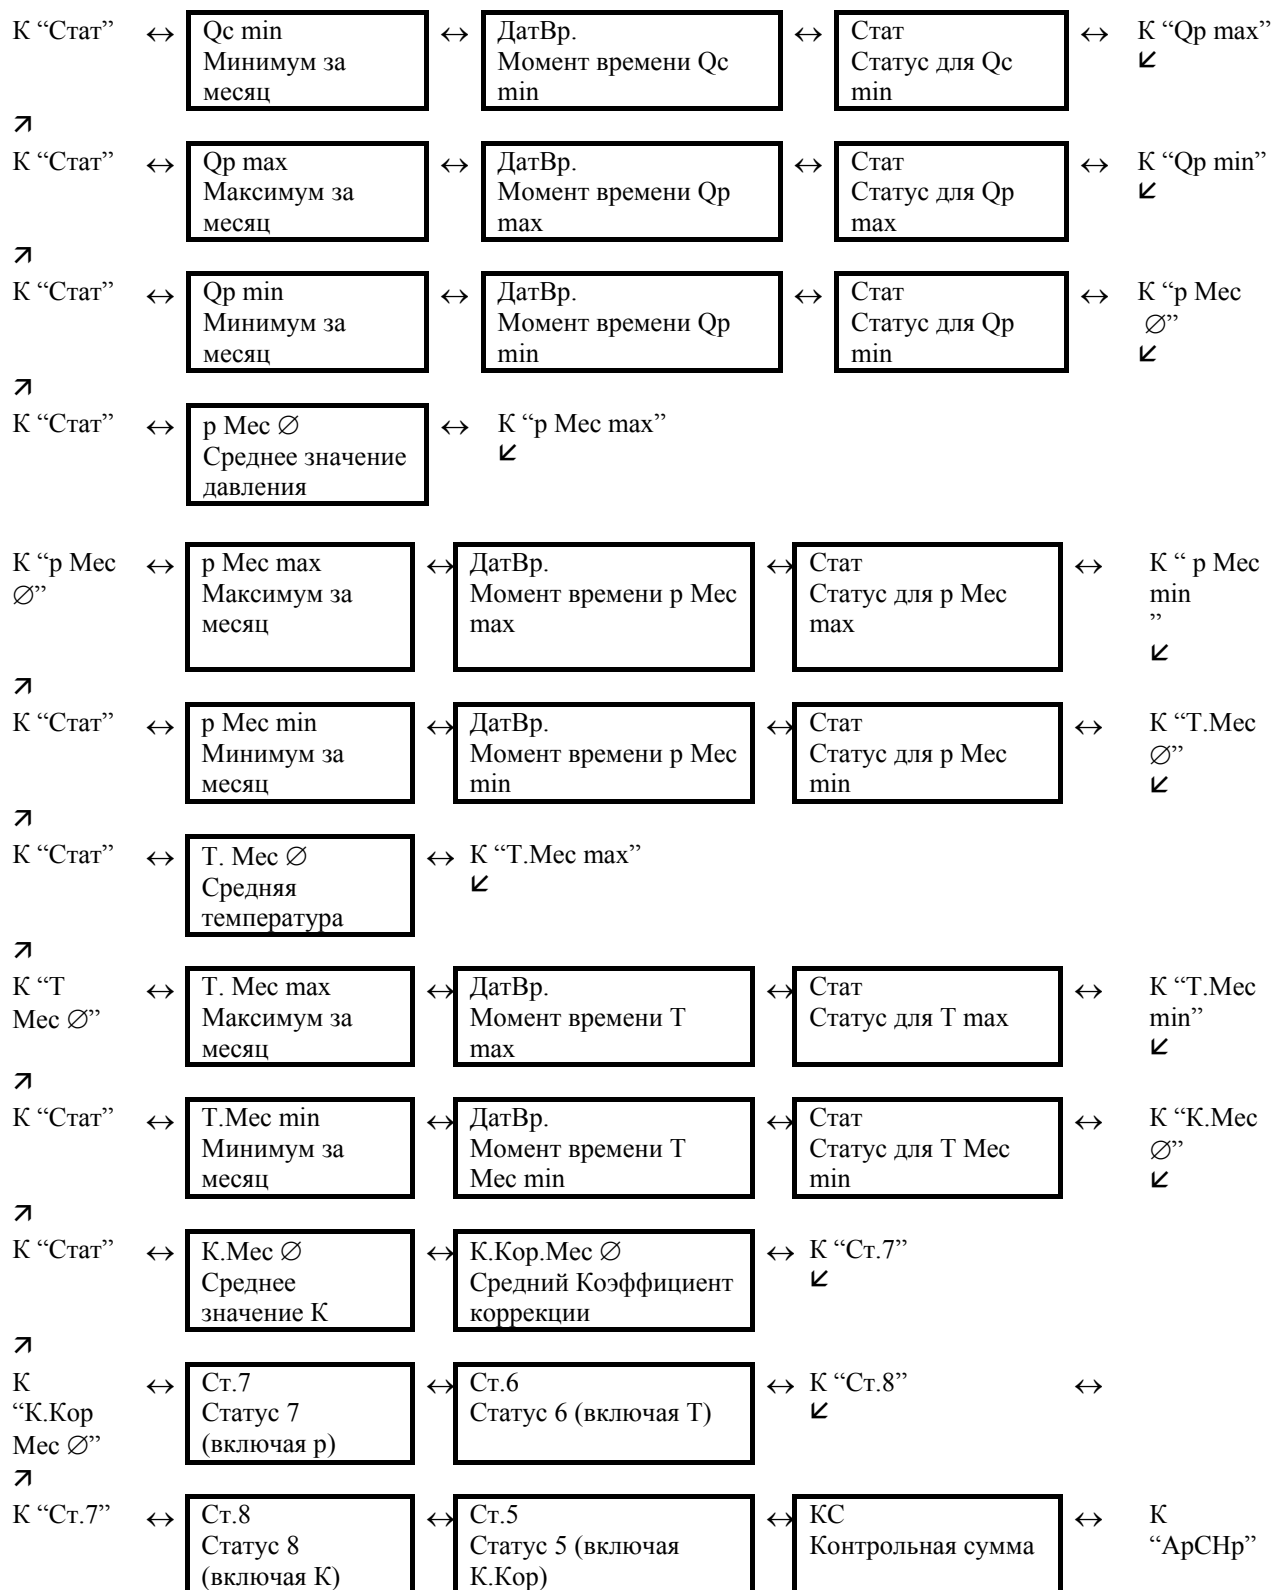 К “Стат” ↔ Qc min ↔ ДатВр. ↔ Стат ↔ К “Qp max”
Минимум за Момент времени Qc Статус для Qc ↙
месяц min min
↗
К “Стат” ↔ Qp max ↔ ДатВр. ↔ Стат ↔ К “Qp min”
Максимум за Момент времени Qp Статус для Qp ↙
месяц max max
↗
К “Стат” ↔ Qp min ↔ ДатВр. ↔ Стат ↔ К “р Мес
Минимум за Момент времени Qp Статус для Qp ∅”
месяц min min ↙
↗
К “Стат” ↔ р Мес ∅ ↔ К “р Мес max”
Среднее значение ↙
давления
К “р Мес ↔ р Мес max ↔ ДатВр. ↔ Стат ↔ К “ р Мес
∅” Максимум за Момент времени р Мес Статус для р Мес min
месяц max max ”
↙
↗
К “Стат” ↔ р Мес min ↔ ДатВр. ↔ Стат ↔ К “Т.Мес
Минимум за Момент времени р Мес Статус для р Мес ∅”
месяц min min ↙
↗
К “Стат” ↔ Т. Мес ∅ ↔ К “Т.Мес max”
Средняя ↙
температура
↗
К “Т ↔ Т. Мес max ↔ ДатВр. ↔ Стат ↔ К “Т.Мес
Мес ∅” Максимум за Момент времени Т Статус для Т max min”
месяц max ↙
↗
К “Стат” ↔ Т.Мес min ↔ ДатВр. ↔ Стат ↔ К “К.Мес
Минимум за Момент времени Т Статус для Т Мес ∅”
месяц Мес min min ↙
↗
К “Стат” ↔ К.Мес ∅ ↔ К.Кор.Мес ∅ ↔ К “Ст.7”
Среднее Средний Коэффициент ↙
значение К коррекции
↗
К ↔ Ст.7 ↔ Ст.6 ↔ К “Ст.8” ↔
“К.Кор Статус 7 Статус 6 (включая Т) ↙
Мес ∅” (включая р)
↗
К “Ст.7” ↔ Ст.8 ↔ Ст.5 ↔ КС ↔ К
Статус 8 Статус 5 (включая Контрольная сумма “АрСНр”
(включая К) К.Кор)